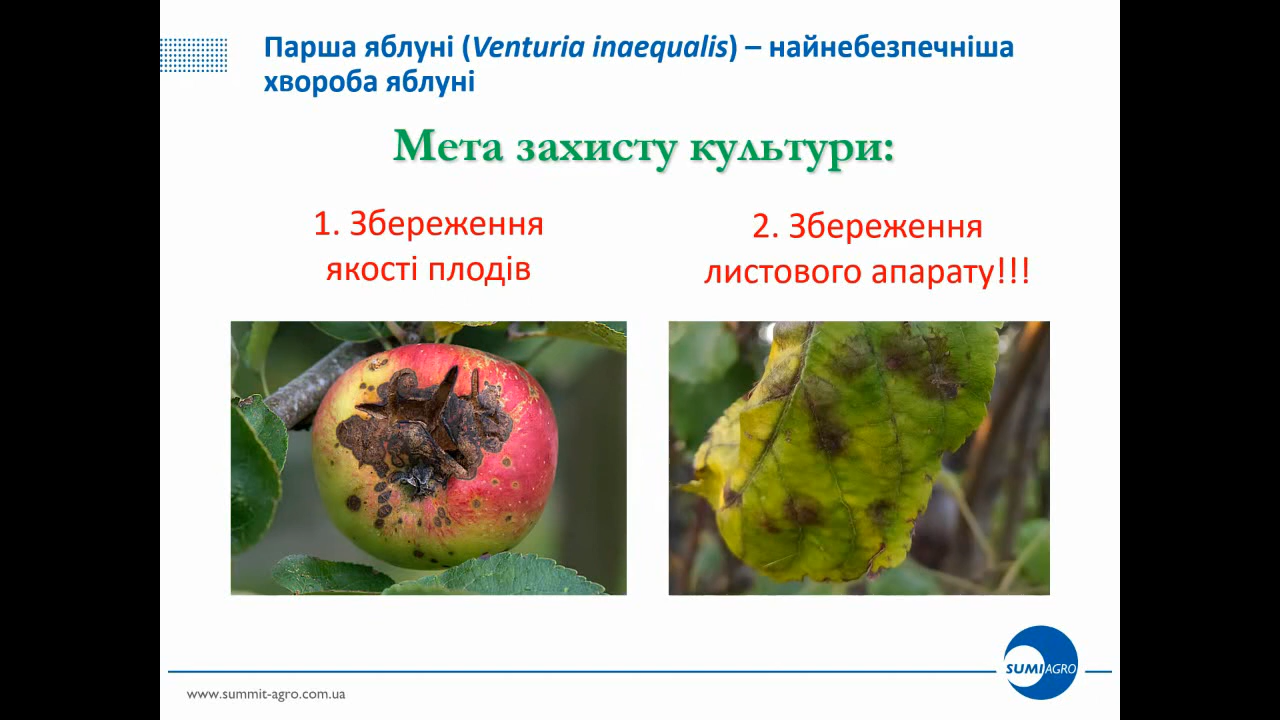 Парша яблуні (Venturia inaequalis) – найнебезпечніша
хвороба яблуні
Мета захисту культури:
1. Збереження
якості плодів
2. Збереження
листового апарату!!!
SUMIAGRO
www.summit-agro.com.ua